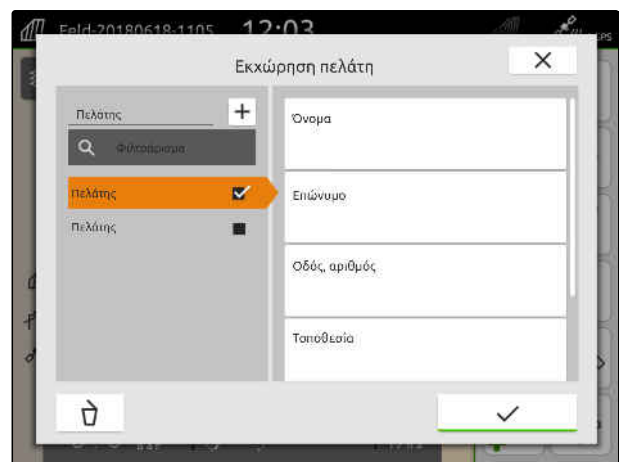 Feld-20180618-1105 12:03
Εκχώρηση πελάτη
Πελάτης
Φιλτράρισμα
Πελάτης
Πελάτης
Όνομα
Επώνυμο
Οδός, αριθμός
Τοποθεσία